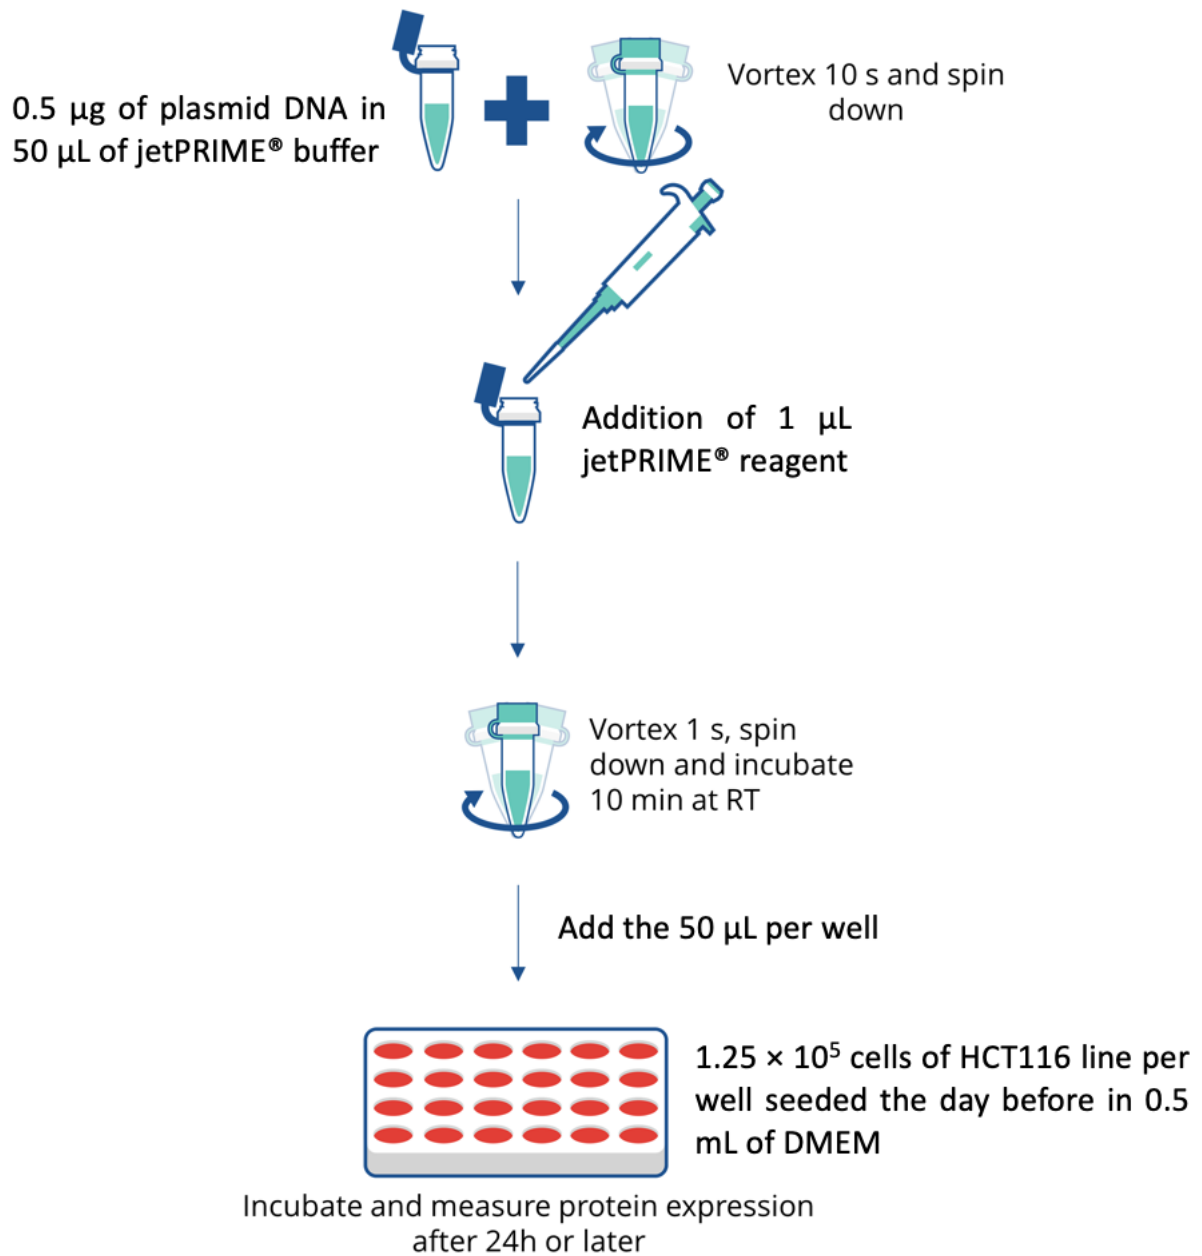 0.5 µg of plasmid DNA in
50 µL of jetPRIME® buffer
Vortex 10 s and spin
down
Addition of 1 µL
jetPRIME® reagent
Vortex 1 s, spin
down and incubate
10 min at RT
Add the 50 µL per well
1.25 × 10⁵ cells of HCT116 line per
well seeded the day before in 0.5
mL of DMEM
Incubate and measure protein expression
after 24h or later